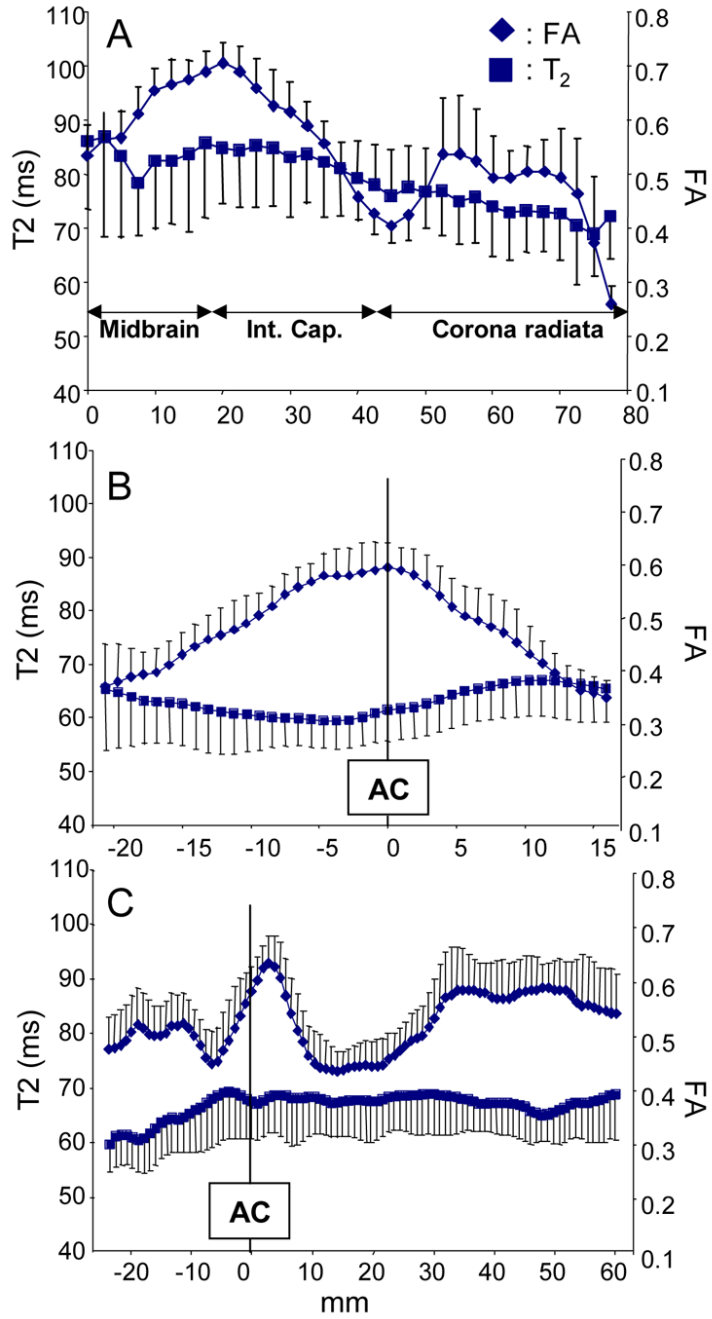 A
◆ : FA
■ : T2
110
100
90
80
70
60
50
40
T2 (ms)
0.8
0.7
0.6
0.5
0.4
0.3
0.2
0.1
FA
Midbrain Int. Cap. Corona radiata
0 10 20 30 40 50 60 70 80
B
110
100
90
80
70
60
50
40
T2 (ms)
0.8
0.7
0.6
0.5
0.4
0.3
0.2
0.1
FA
AC
-20 -15 -10 -5 0 5 10 15
C
110
100
90
80
70
60
50
40
T2 (ms)
0.8
0.7
0.6
0.5
0.4
0.3
0.2
0.1
FA
AC
-20 -10 0 10 20 30 40 50 60
mm